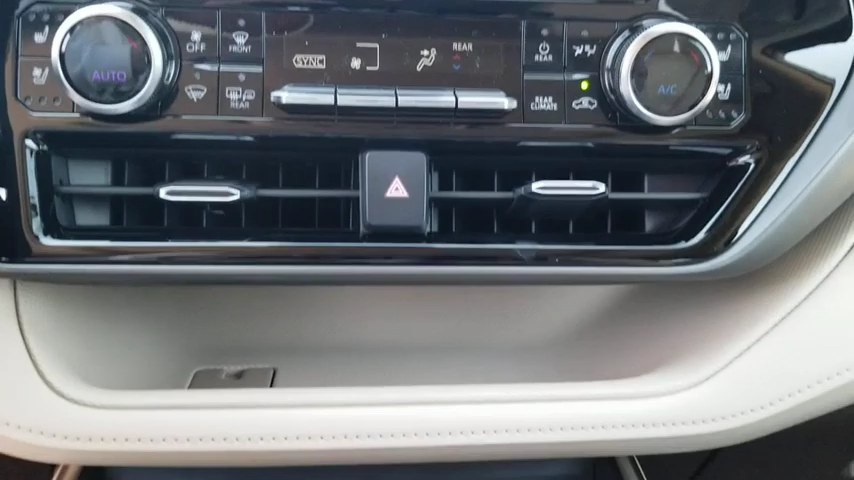 AUTO
OFF
FRONT
REAR
SYNC
REAR
REAR
REAR
CLIMATE
A/C